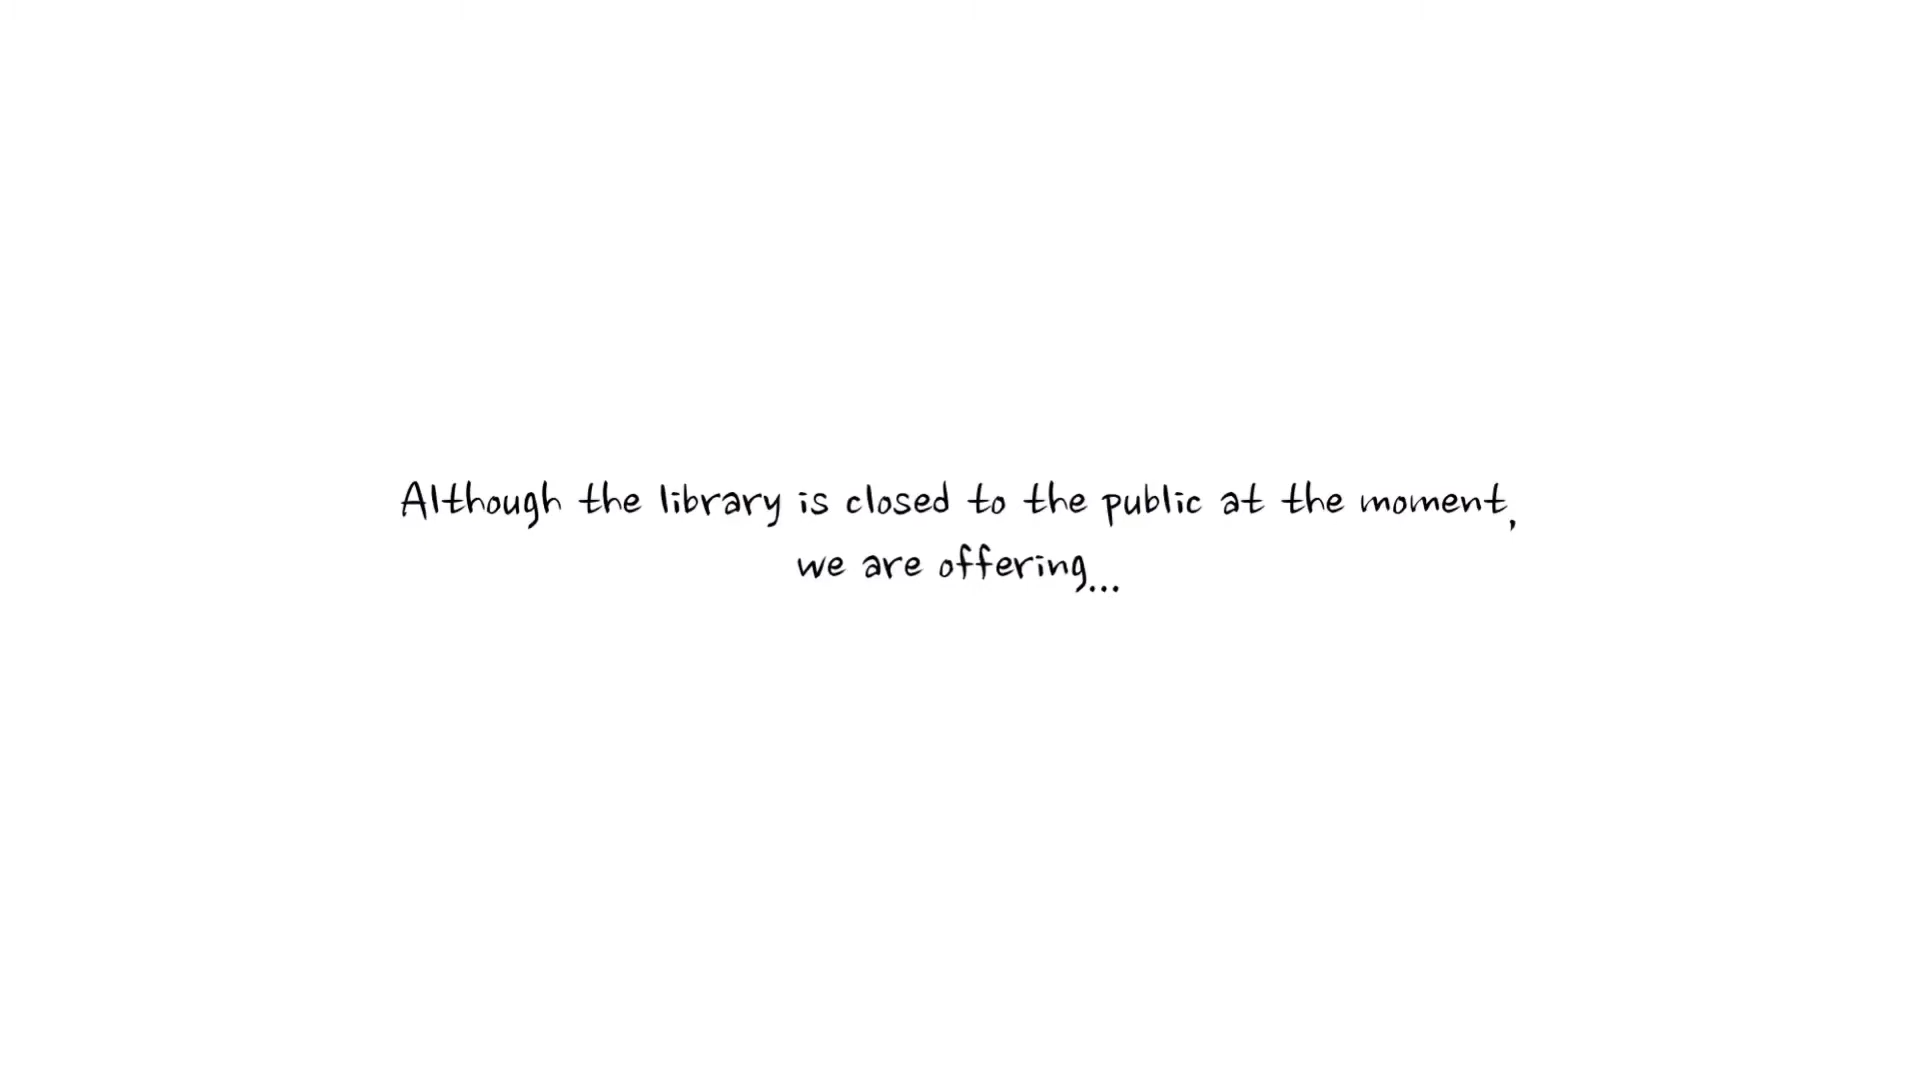 Although the library is closed to the public at the moment,
we are offering...